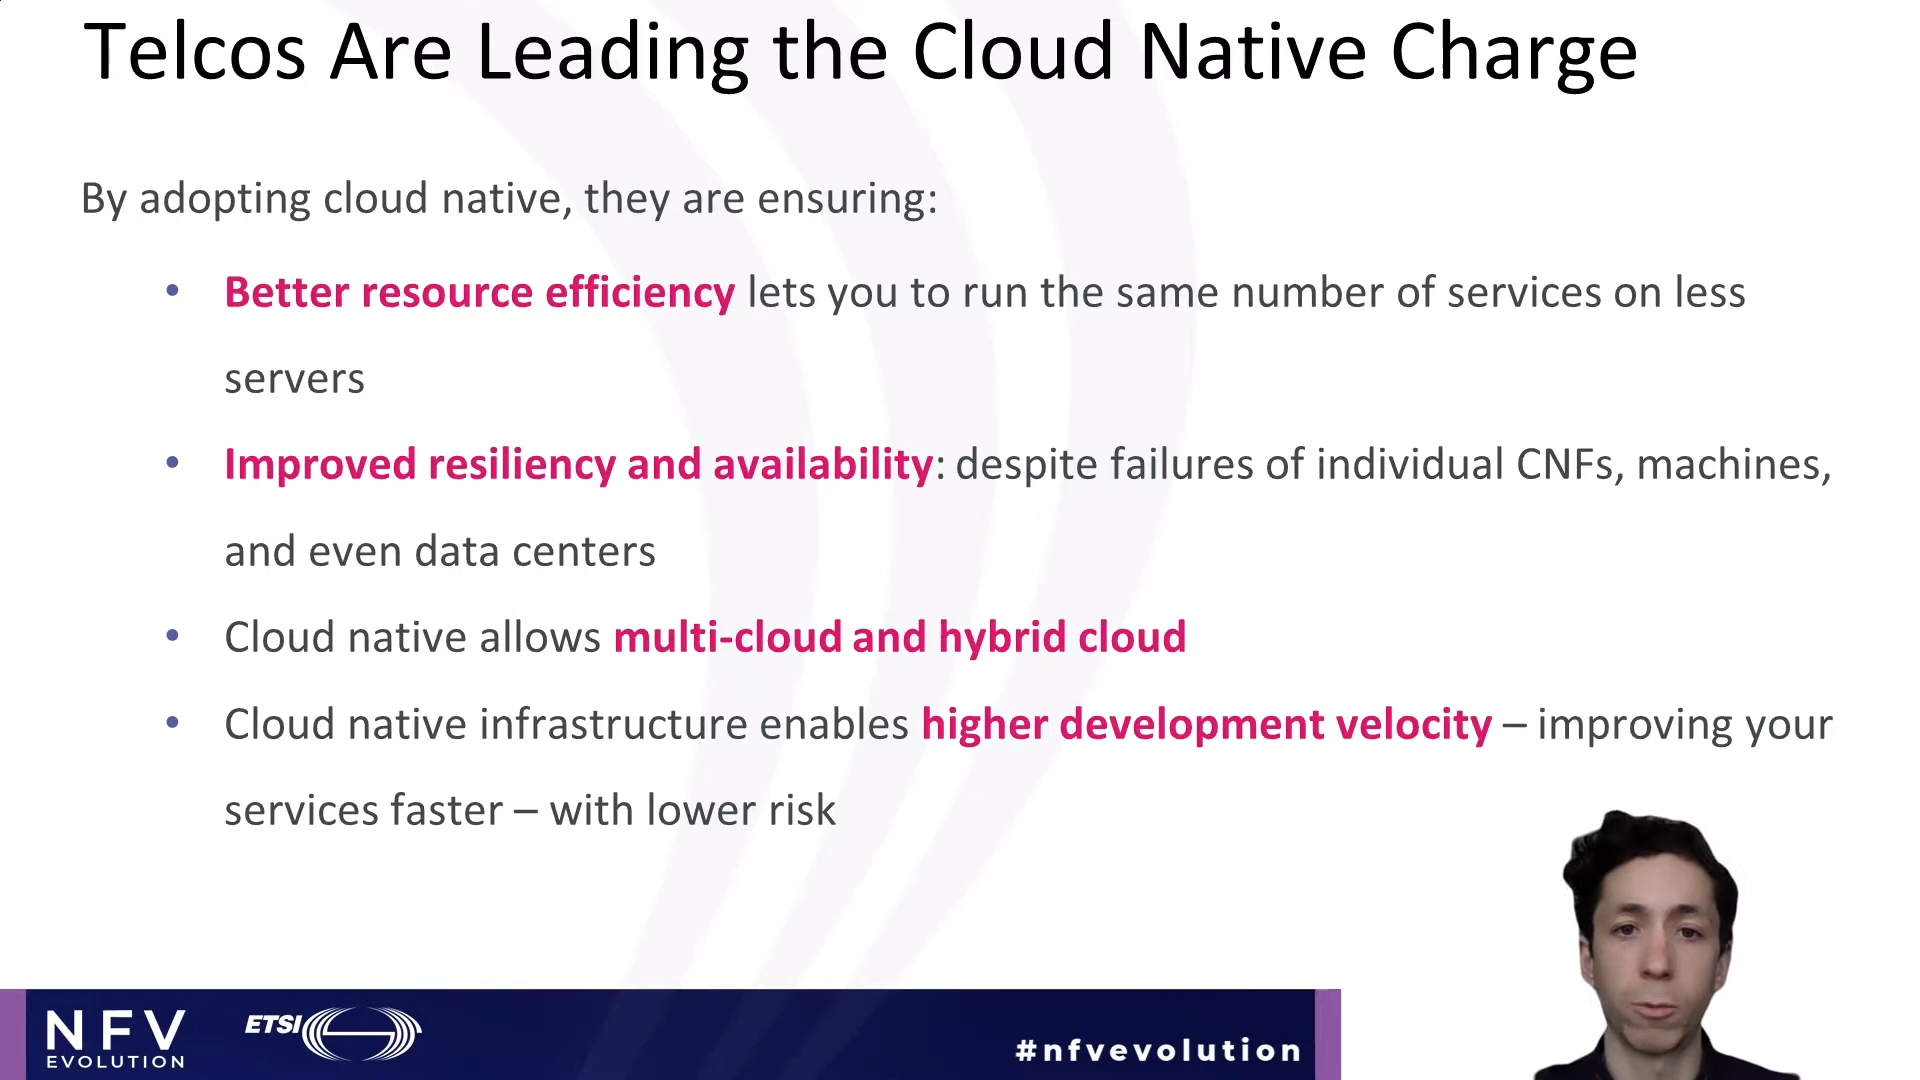 Telcos Are Leading the Cloud Native Charge
By adopting cloud native, they are ensuring:
• Better resource efficiency lets you to run the same number of services on less
servers
• Improved resiliency and availability: despite failures of individual CNFs, machines,
and even data centers
• Cloud native allows multi-cloud and hybrid cloud
• Cloud native infrastructure enables higher development velocity – improving your
services faster – with lower risk
NFV
EVOLUTION
ETSI
#nfvevolution